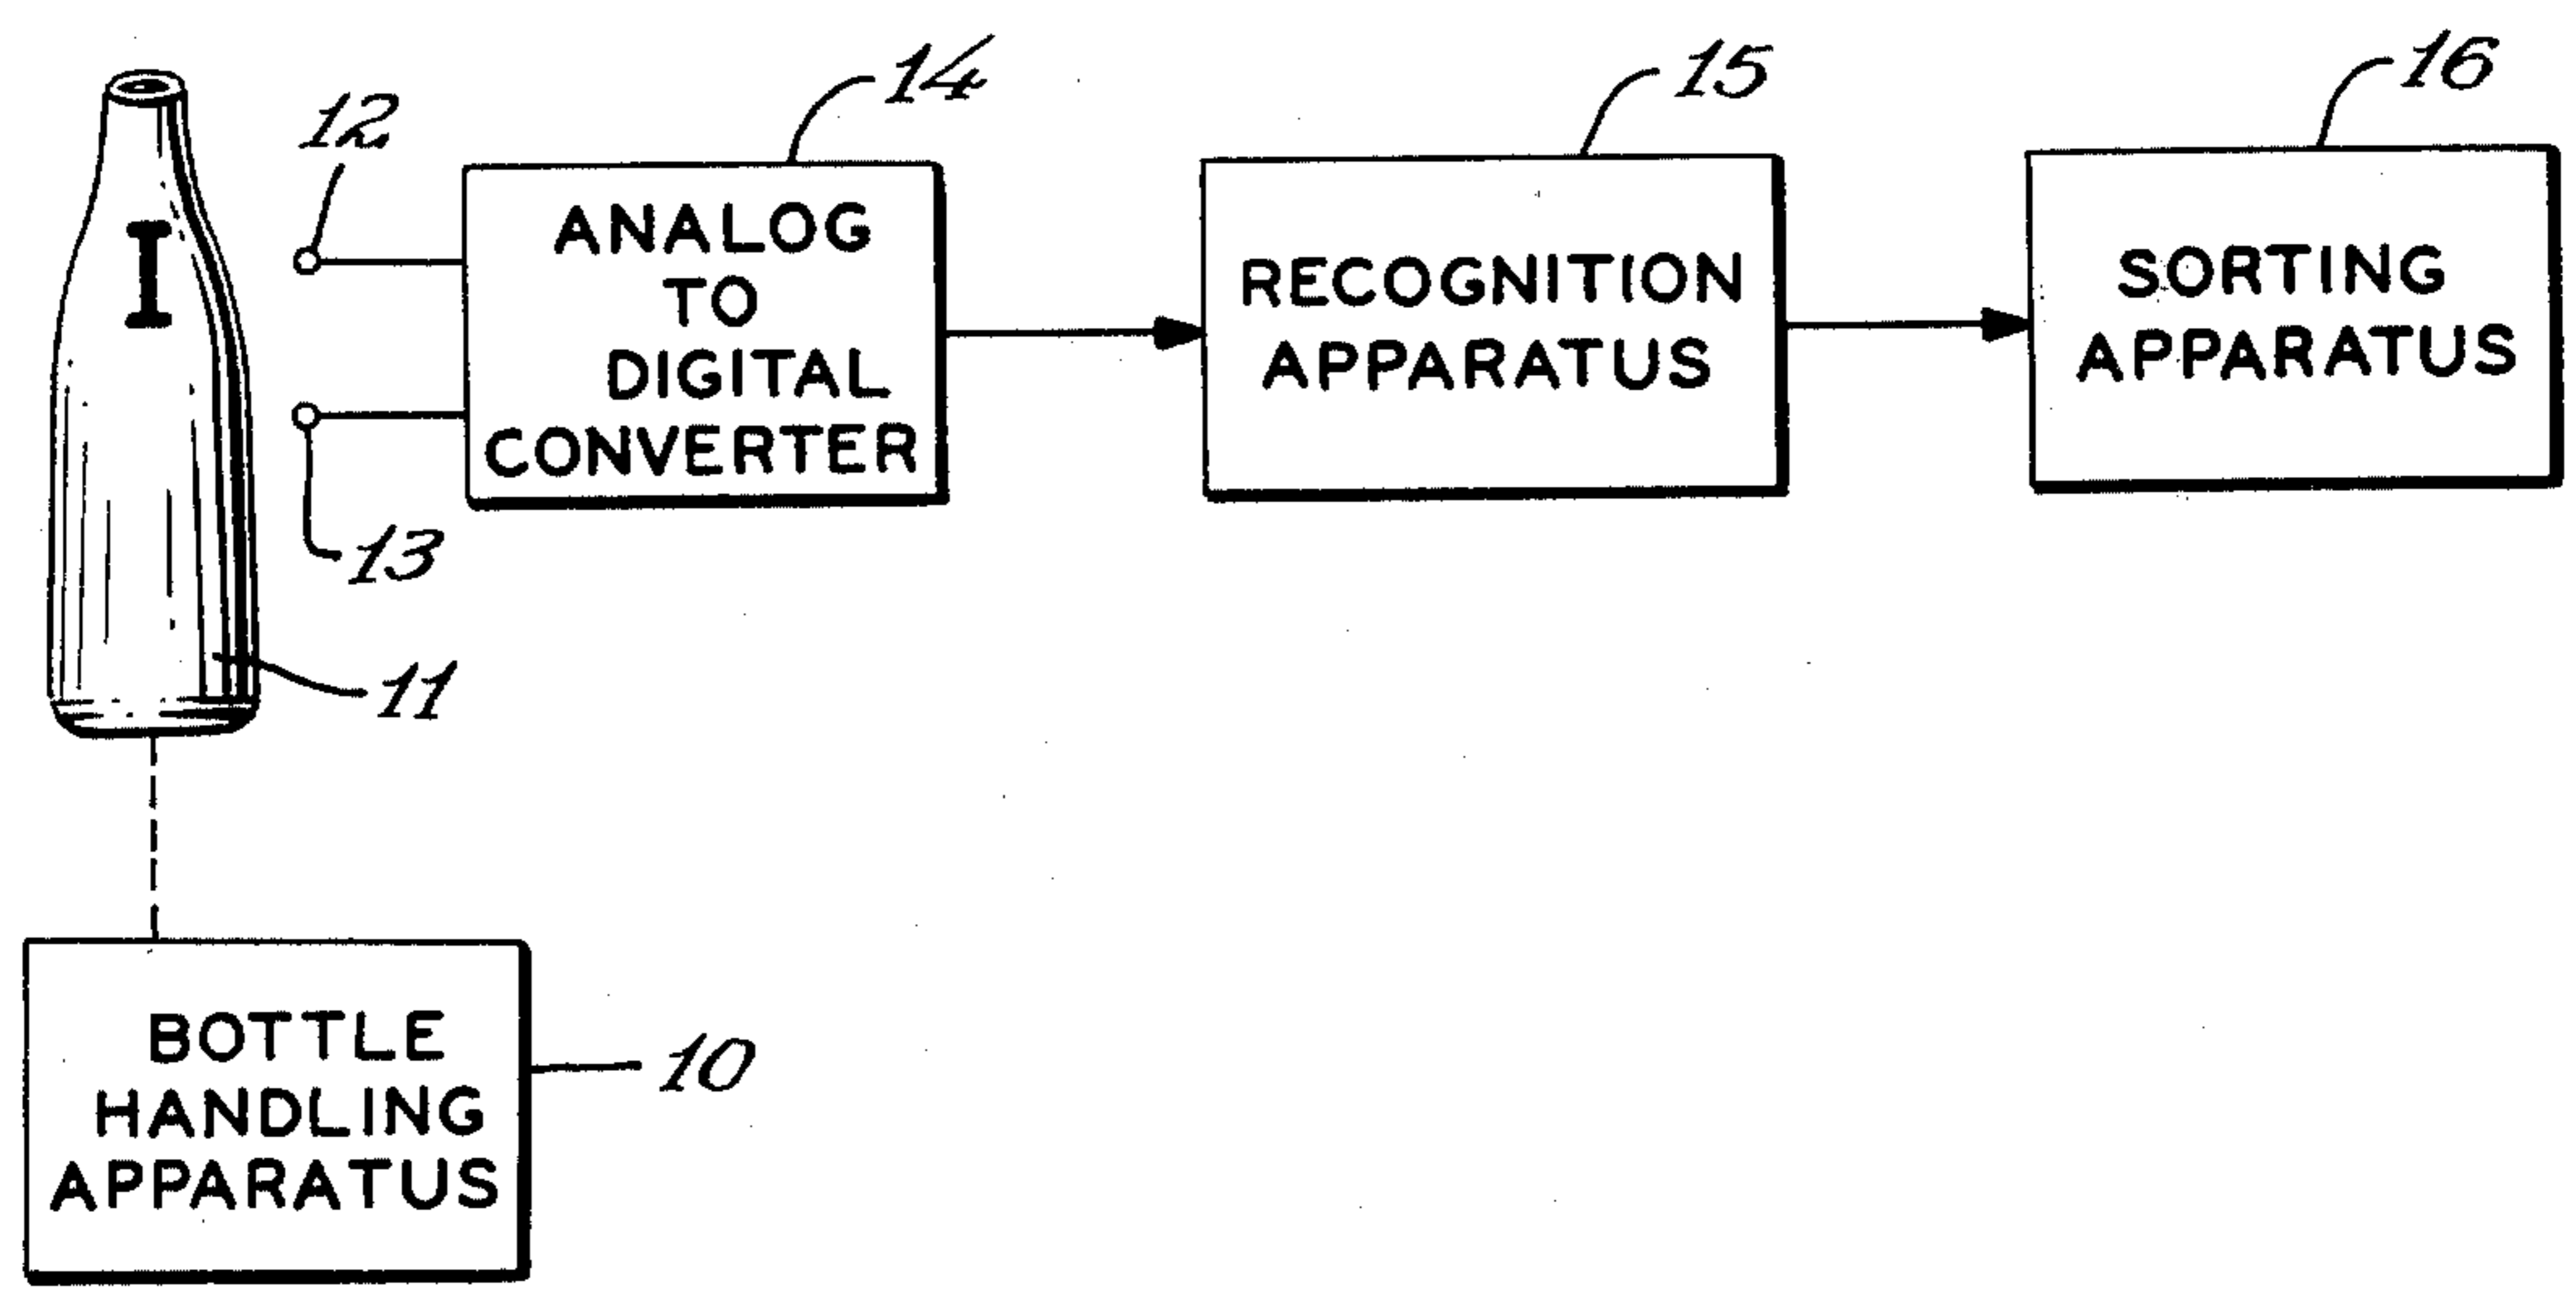 14
15
16
12
I
ANALOG
TO
DIGITAL
CONVERTER
RECOGNITION
APPARATUS
SORTING
APPARATUS
13
11
BOTTLE
HANDLING
APPARATUS
10